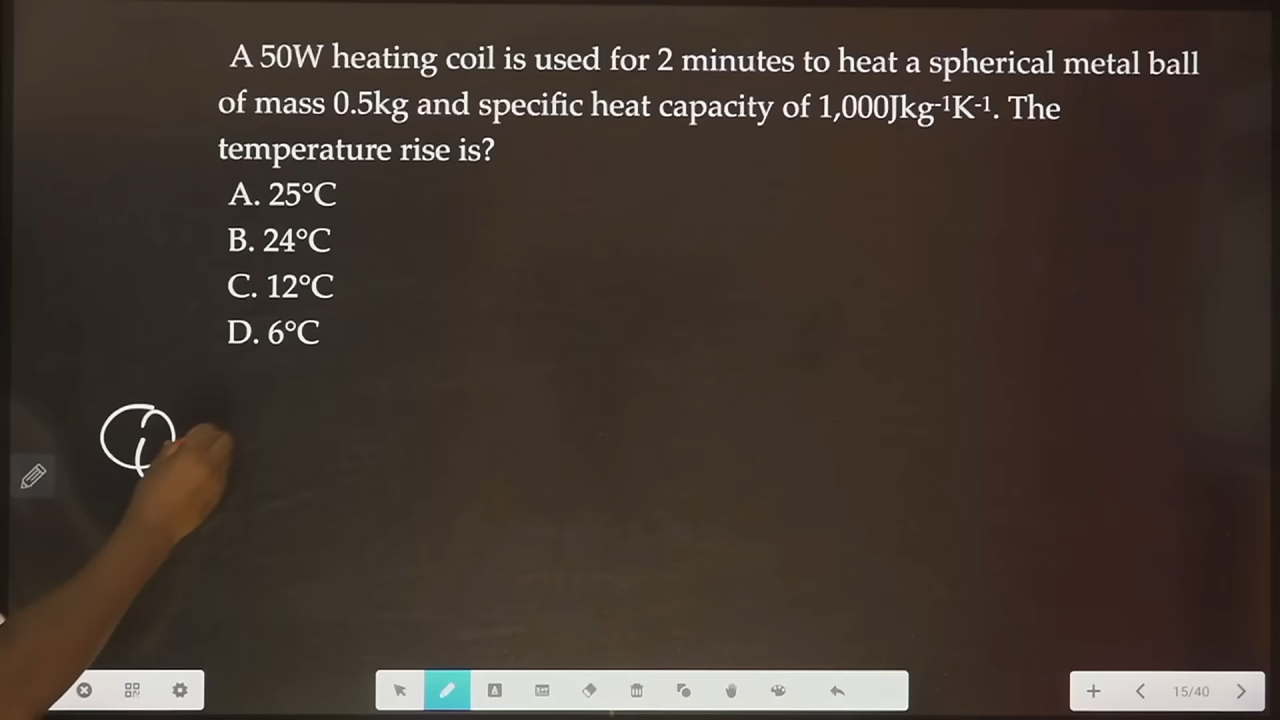 A 50W heating coil is used for 2 minutes to heat a spherical metal ball
of mass 0.5kg and specific heat capacity of 1,000Jkg⁻¹K⁻¹. The
temperature rise is?
A. 25°C
B. 24°C
C. 12°C
D. 6°C
15/40